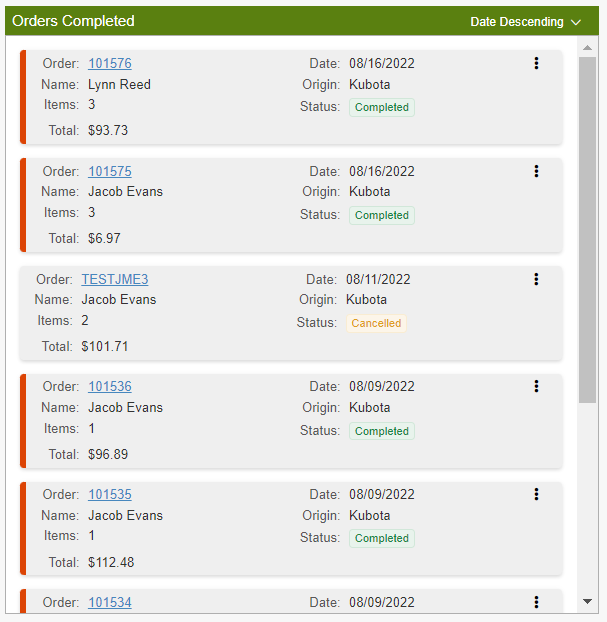 Orders Completed Date Descending
Order: 101576 Date: 08/16/2022
Name: Lynn Reed Origin: Kubota
Items: 3 Status: Completed
Total: $93.73
Order: 101575 Date: 08/16/2022
Name: Jacob Evans Origin: Kubota
Items: 3 Status: Completed
Total: $6.97
Order: TESTJME3 Date: 08/11/2022
Name: Jacob Evans Origin: Kubota
Items: 2 Status: Cancelled
Total: $101.71
Order: 101536 Date: 08/09/2022
Name: Jacob Evans Origin: Kubota
Items: 1 Status: Completed
Total: $96.89
Order: 101535 Date: 08/09/2022
Name: Jacob Evans Origin: Kubota
Items: 1 Status: Completed
Total: $112.48
Order: 101534 Date: 08/09/2022